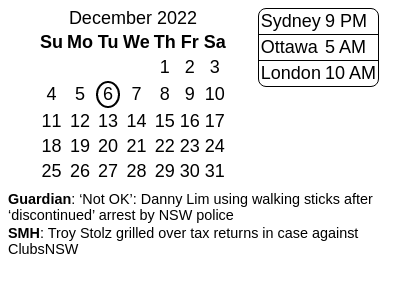 December 2022
Su Mo Tu We Th Fr Sa
1 2 3
4 5 6 7 8 9 10
11 12 13 14 15 16 17
18 19 20 21 22 23 24
25 26 27 28 29 30 31
Sydney 9 PM
Ottawa 5 AM
London 10 AM
Guardian: ‘Not OK’: Danny Lim using walking sticks after
‘discontinued’ arrest by NSW police
SMH: Troy Stolz grilled over tax returns in case against
ClubsNSW